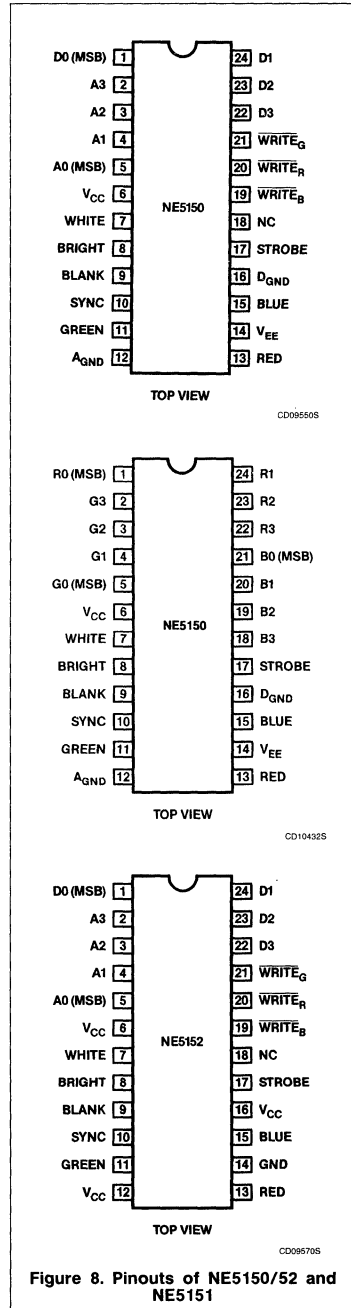 D0 (MSB) 1 24 D1
A3 2 23 D2
A2 3 22 D3
A1 4 21 WRITE̅G
A0 (MSB) 5 20 WRITE̅R
VCC 6 19 WRITE̅B
NE5150
WHITE 7 18 NC
BRIGHT 8 17 STROBE
BLANK 9 16 DGND
SYNC 10 15 BLUE
GREEN 11 14 VEE
AGND 12 13 RED
TOP VIEW
CD09550S
R0 (MSB) 1 24 R1
G3 2 23 R2
G2 3 22 R3
G1 4 21 B0 (MSB)
G0 (MSB) 5 20 B1
VCC 6 19 B2
NE5150
WHITE 7 18 B3
BRIGHT 8 17 STROBE
BLANK 9 16 DGND
SYNC 10 15 BLUE
GREEN 11 14 VEE
AGND 12 13 RED
TOP VIEW
CD10432S
D0 (MSB) 1 24 D1
A3 2 23 D2
A2 3 22 D3
A1 4 21 WRITE̅G
A0 (MSB) 5 20 WRITE̅R
VCC 6 19 WRITE̅B
NE5152
WHITE 7 18 NC
BRIGHT 8 17 STROBE
BLANK 9 16 VCC
SYNC 10 15 BLUE
GREEN 11 14 GND
VCC 12 13 RED
TOP VIEW
CD09570S
Figure 8. Pinouts of NE5150/52 and
NE5151